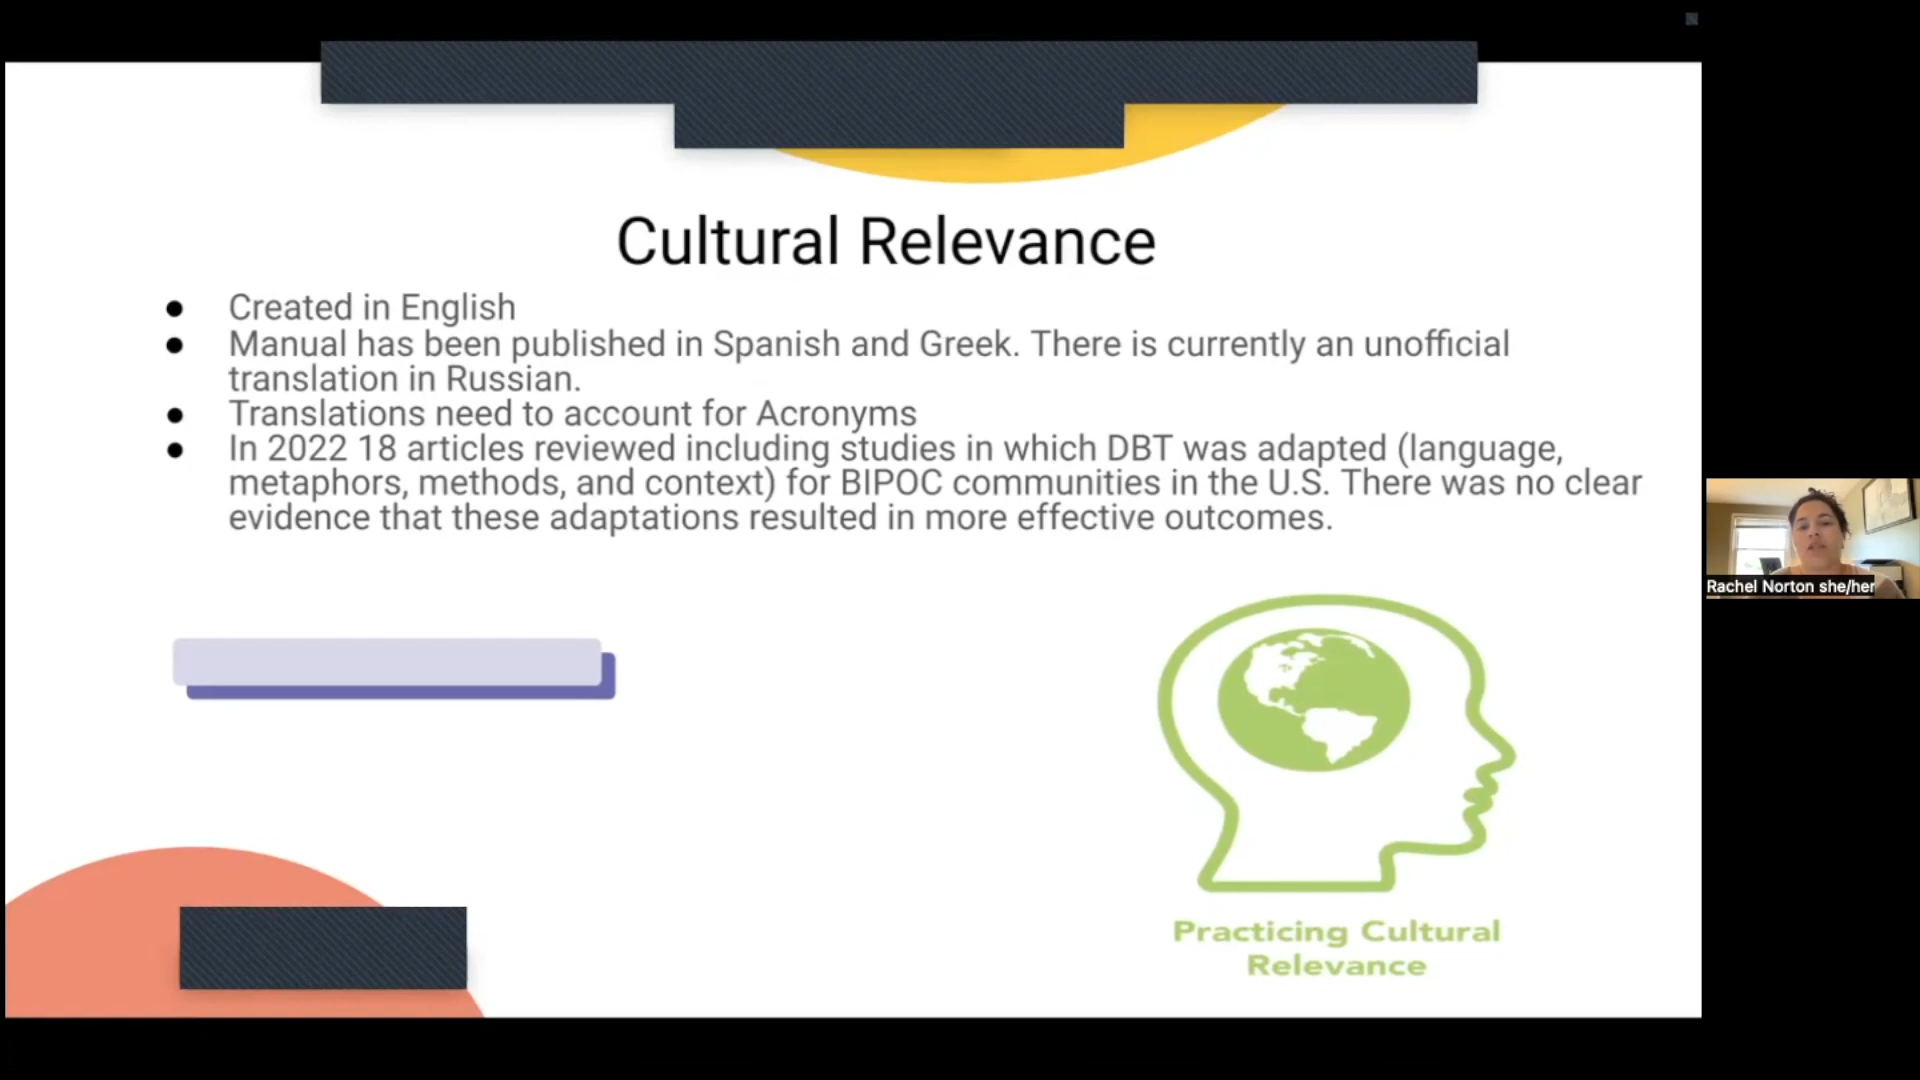 Cultural Relevance
● Created in English
● Manual has been published in Spanish and Greek. There is currently an unofficial
translation in Russian.
● Translations need to account for Acronyms
● In 2022 18 articles reviewed including studies in which DBT was adapted (language,
metaphors, methods, and context) for BIPOC communities in the U.S. There was no clear
evidence that these adaptations resulted in more effective outcomes.
Rachel Norton she/her
Practicing Cultural
Relevance